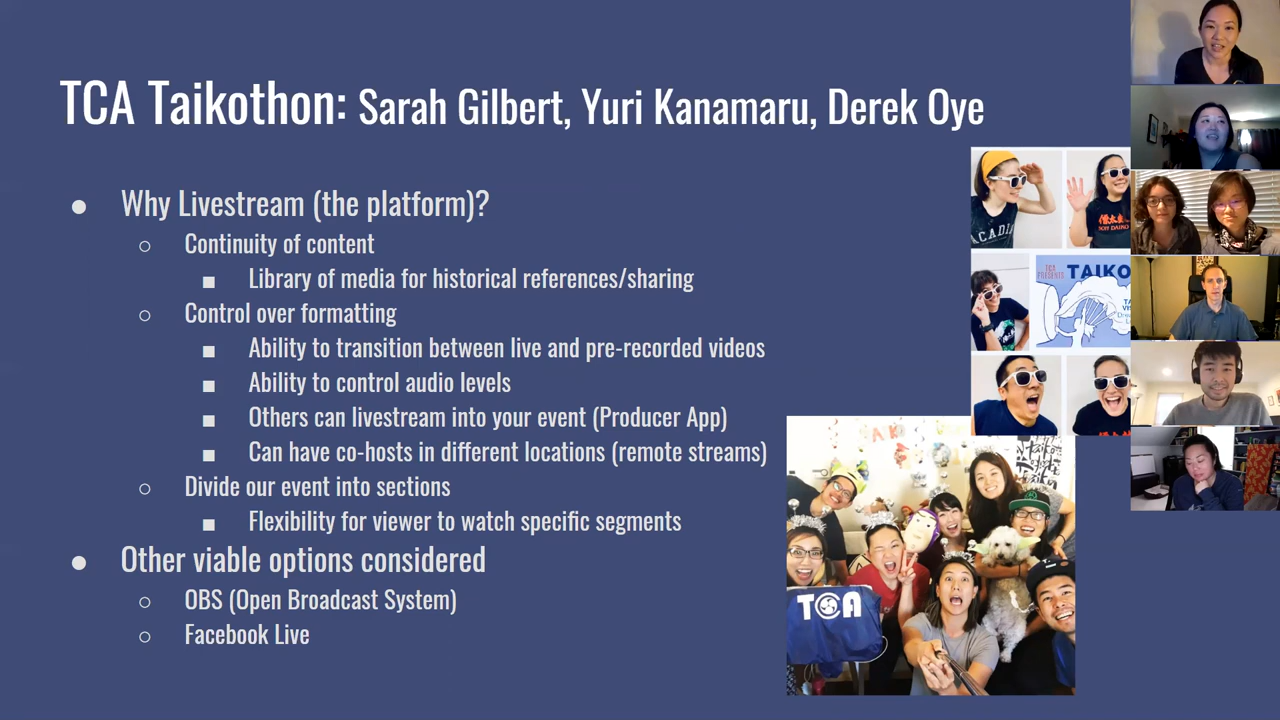 TCA Taikothon: Sarah Gilbert, Yuri Kanamaru, Derek Oye
● Why Livestream (the platform)?
○ Continuity of content
■ Library of media for historical references/sharing
○ Control over formatting
■ Ability to transition between live and pre-recorded videos
■ Ability to control audio levels
■ Others can livestream into your event (Producer App)
■ Can have co-hosts in different locations (remote streams)
○ Divide our event into sections
■ Flexibility for viewer to watch specific segments
● Other viable options considered
○ OBS (Open Broadcast System)
○ Facebook Live
ACADIA
TCA
PRESENTS
TAIKO
TCA